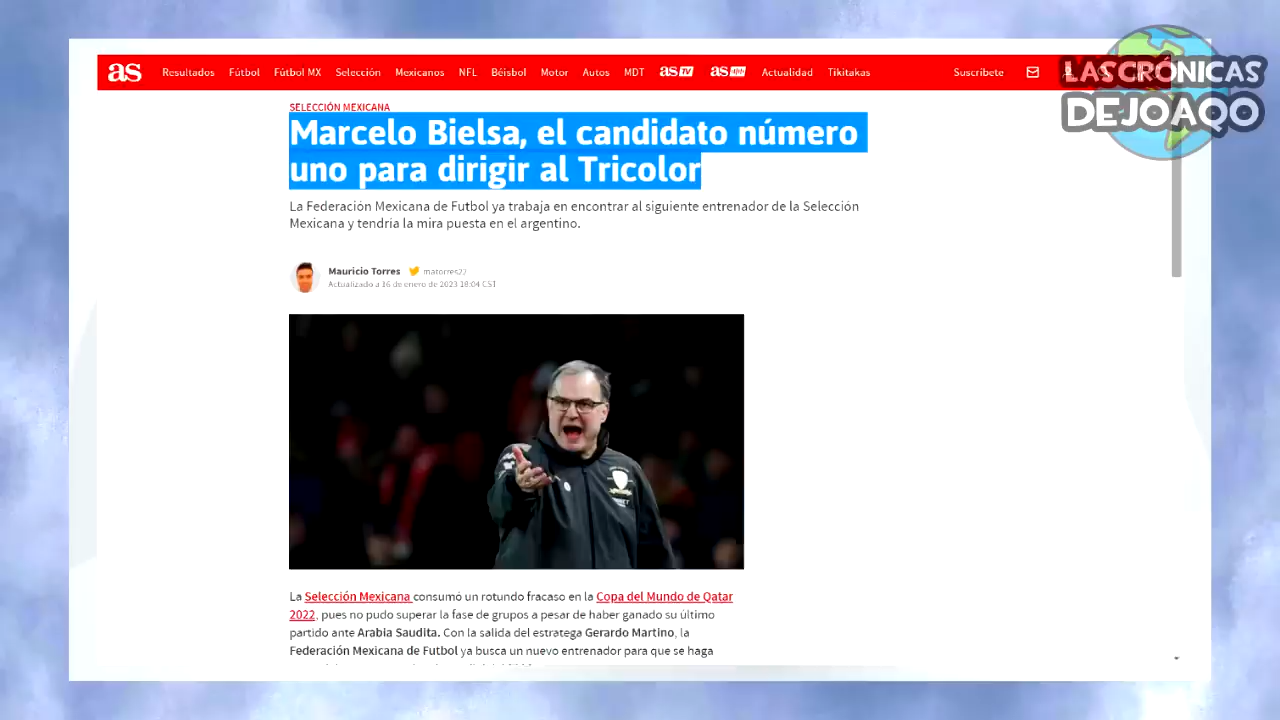 as Resultados Fútbol Fútbol MX Selección Mexicanos NFL Béisbol Motor Autos MDT as TV as Actualidad Tikitakas Suscríbete
LAS CRÓNICAS
DE JOAQO
SELECCIÓN MEXICANA
Marcelo Bielsa, el candidato número
uno para dirigir al Tricolor
La Federación Mexicana de Futbol ya trabaja en encontrar al siguiente entrenador de la Selección
Mexicana y tendría la mira puesta en el argentino.
Mauricio Torres matorres22
Actualizado a 16 de enero de 2023 18:04 CST
La Selección Mexicana consumó un rotundo fracaso en la Copa del Mundo de Qatar
2022, pues no pudo superar la fase de grupos a pesar de haber ganado su último
partido ante Arabia Saudita. Con la salida del estratega Gerardo Martino, la
Federación Mexicana de Futbol ya busca un nuevo entrenador para que se haga